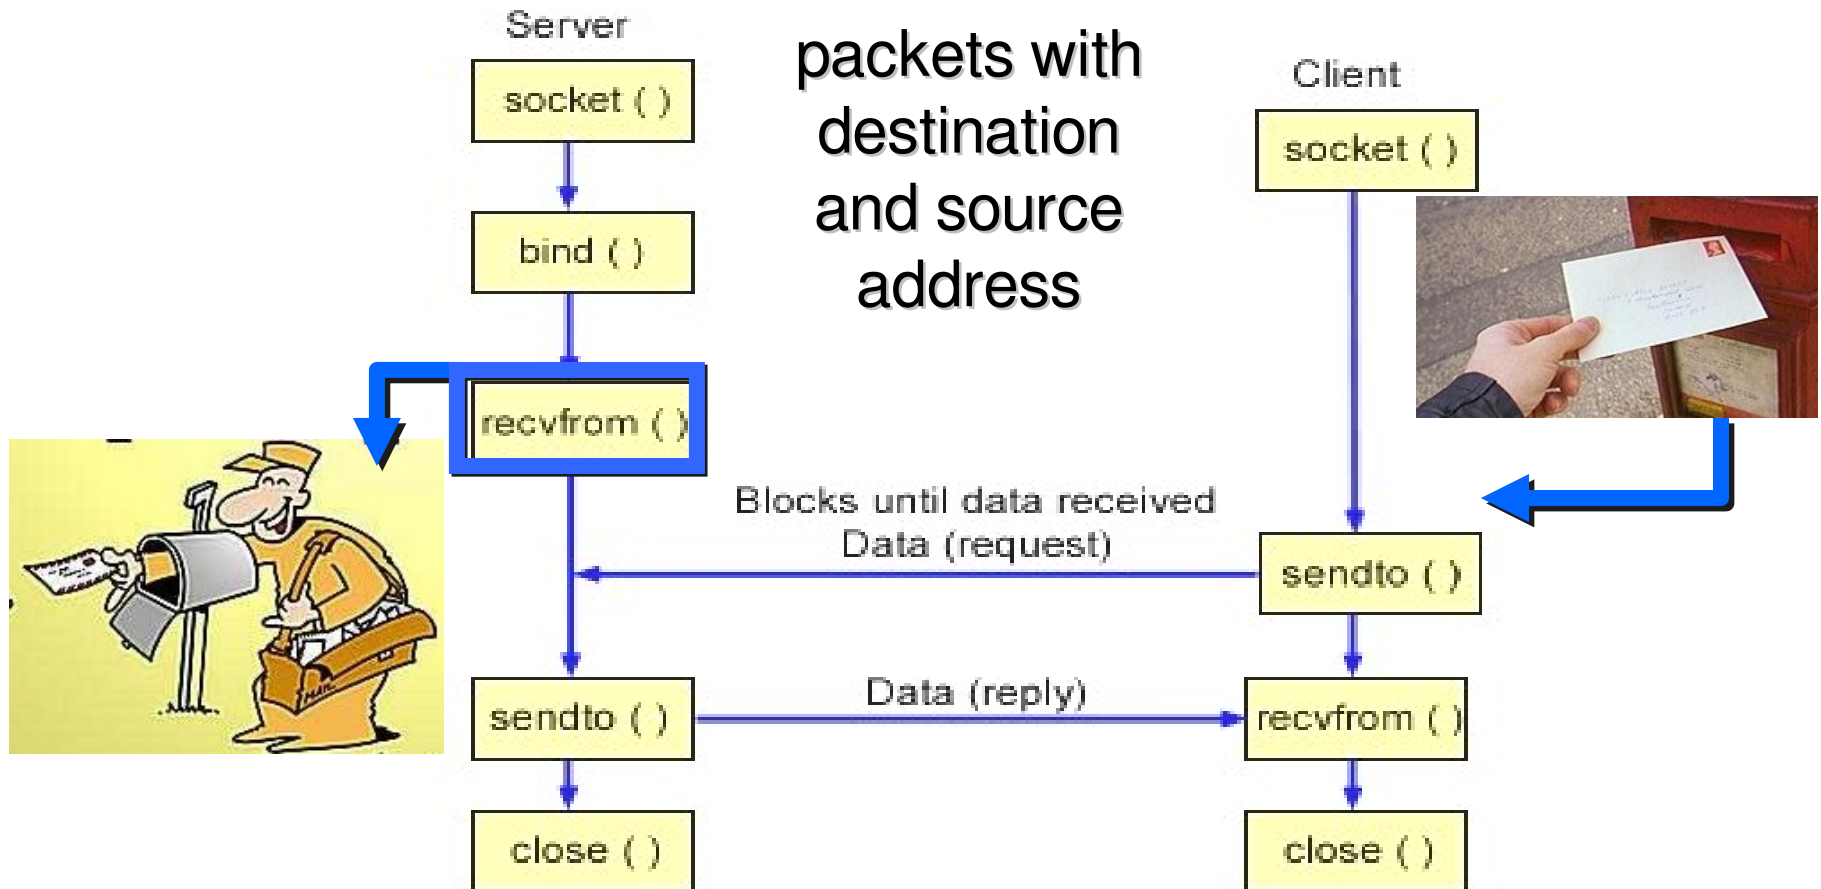 Server
socket ( )
bind ( )
recvfrom ( )
sendto ( )
close ( )
packets with
destination
and source
address
Blocks until data received
Data (request)
Data (reply)
Client
socket ( )
sendto ( )
recvfrom ( )
close ( )
MAIL